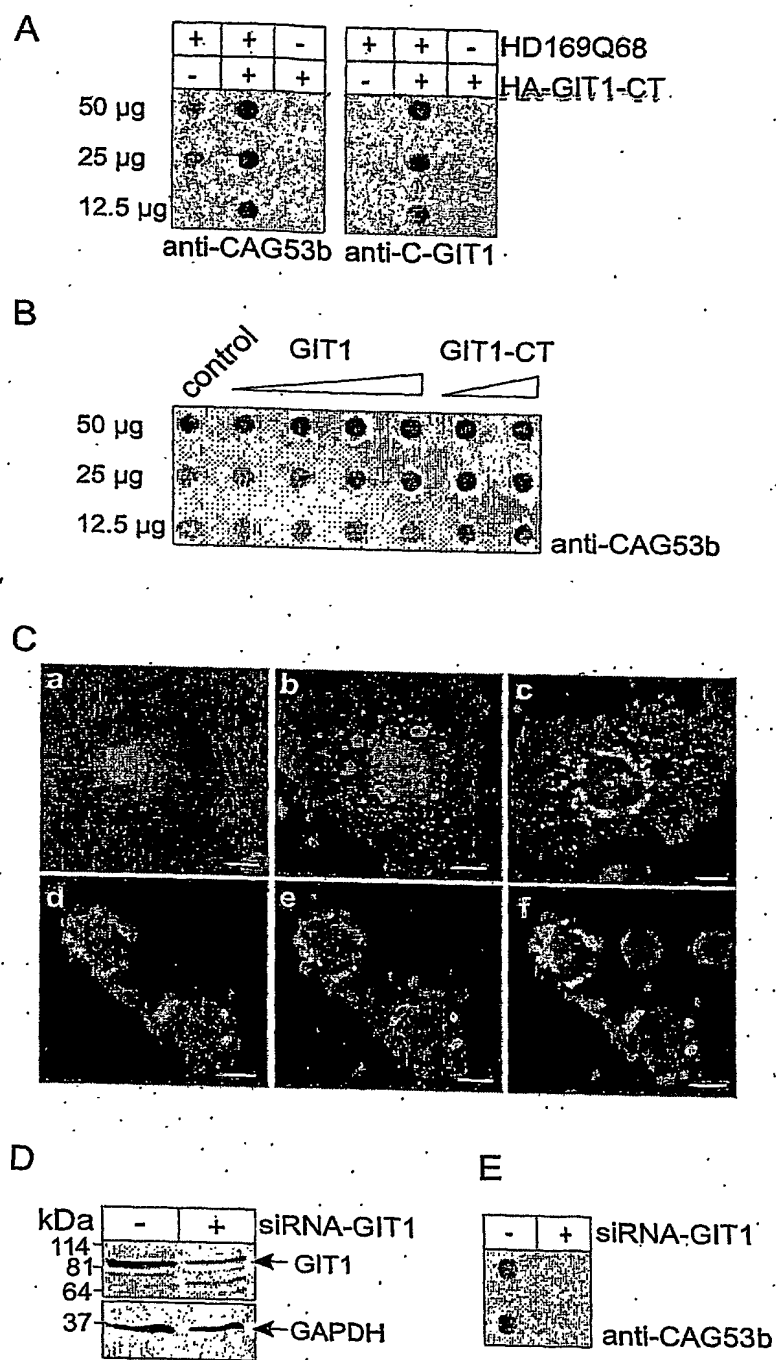 A
+ + - + + - HD169Q68
- + + - + + HA-GIT1-CT
50 µg
25 µg
12.5 µg
anti-CAG53b anti-C-GIT1
B
control GIT1 GIT1-CT
50 µg
25 µg
12.5 µg
anti-CAG53b
C
a b c
d e f
D
kDa - + siRNA-GIT1
114
81 GIT1
64
37 GAPDH
E
- + siRNA-GIT1
anti-CAG53b